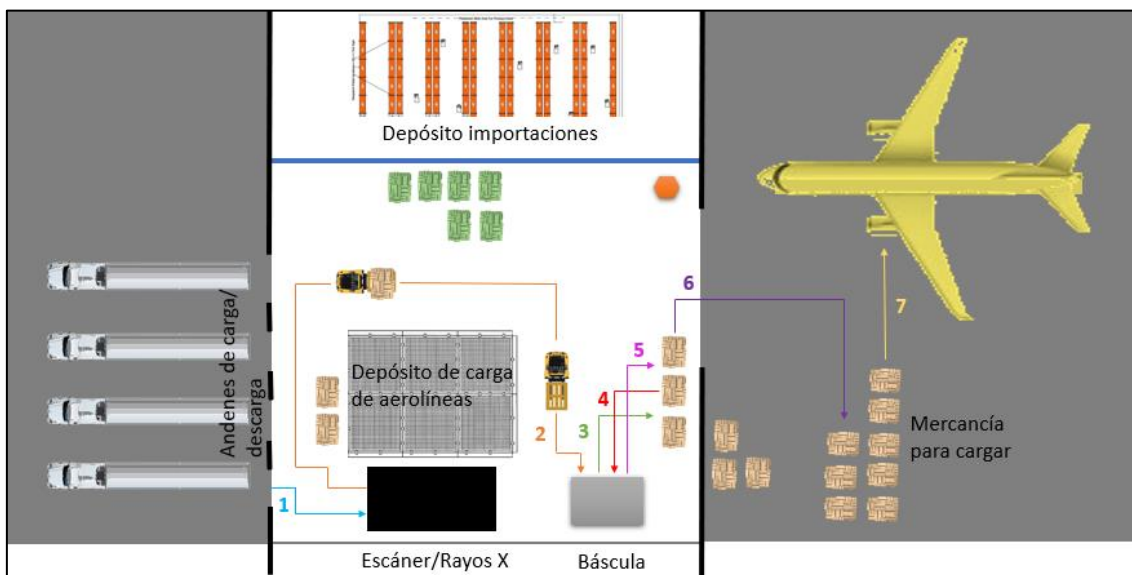 Depósito importaciones
Andenes de carga/
descarga
Depósito de carga
de aerolíneas
1
2
3
4
5
6
7
Mercancía
para cargar
Escáner/Rayos X
Báscula